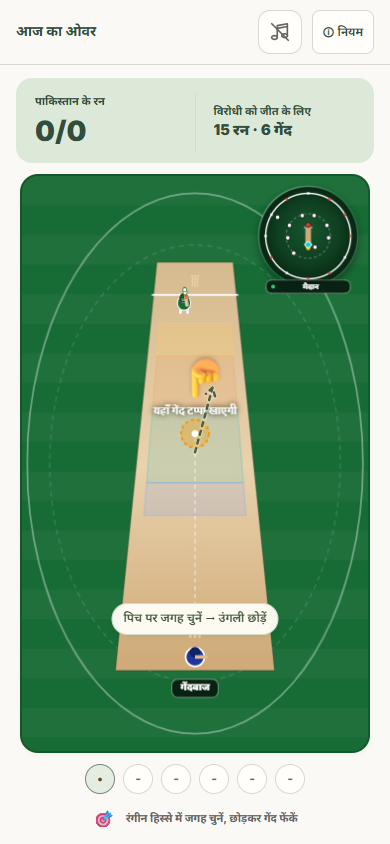 आज का ओवर
नियम
पाकिस्तान के रन
0/0
विरोधी को जीत के लिए
15 रन · 6 गेंद
मैदान
यहाँ गेंद टप्पा खाएगी
पिच पर जगह चुनें → उंगली छोड़ें
गेंदबाज
• - - - - -
रंगीन हिस्से में जगह चुनें, छोड़कर गेंद फेंकें